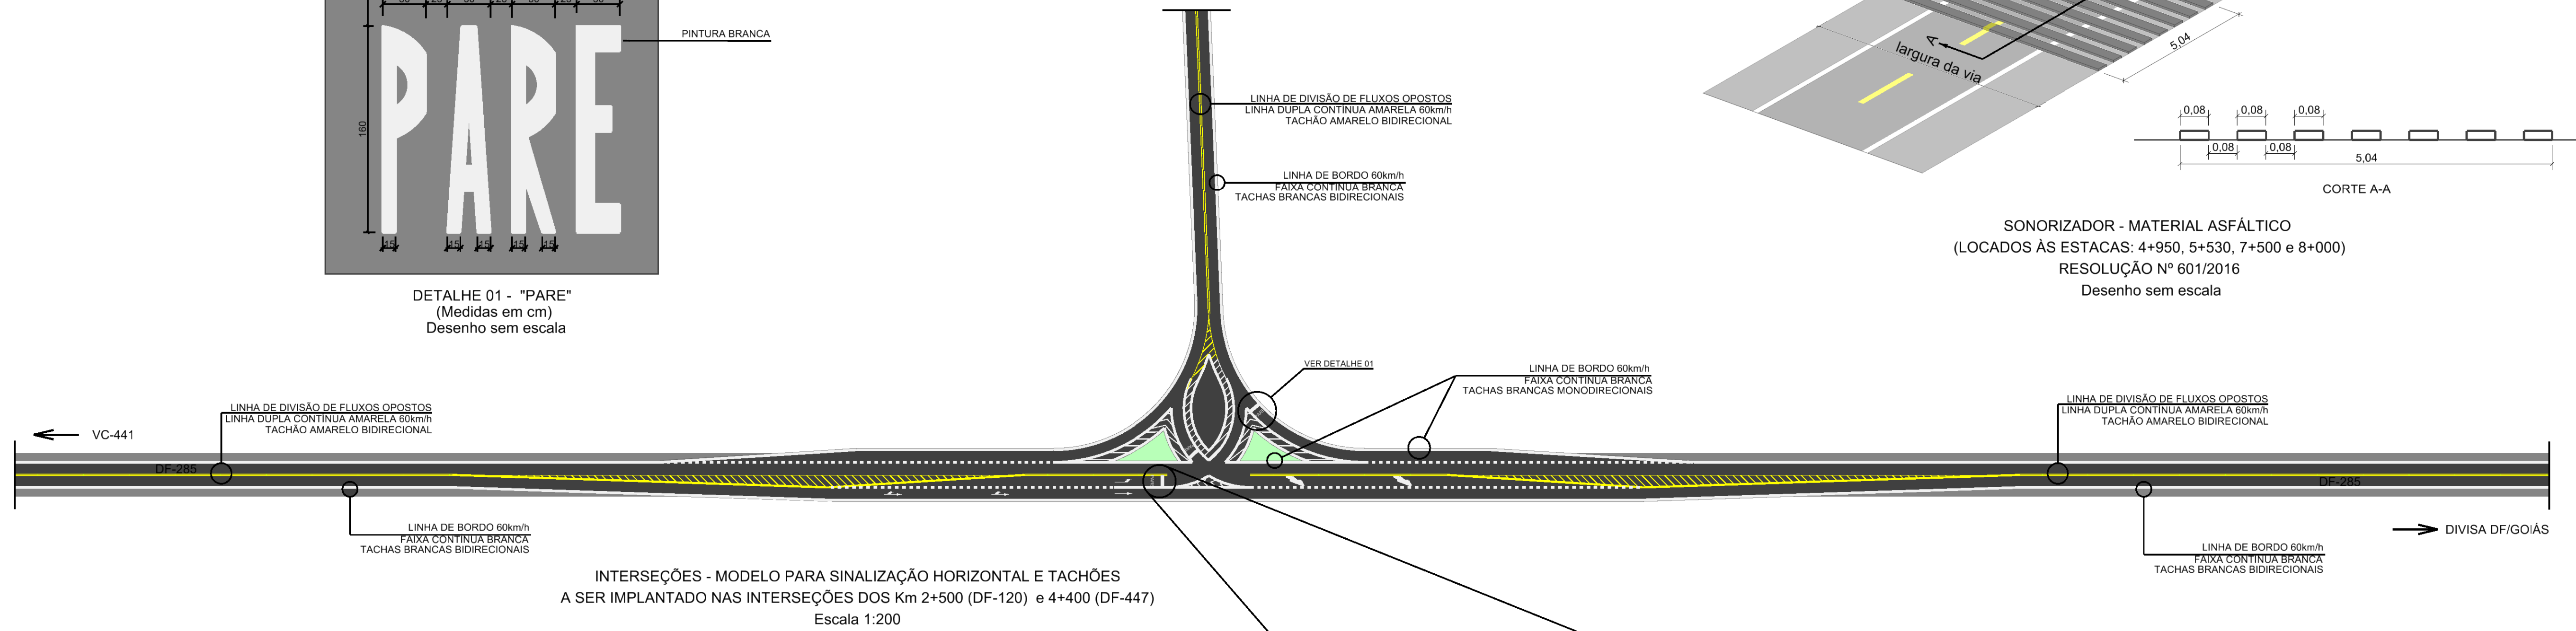 PARE
160
15 15 15 15
PINTURA BRANCA
DETALHE 01 - "PARE"
(Medidas em cm)
Desenho sem escala
LINHA DE DIVISÃO DE FLUXOS OPOSTOS
LINHA DUPLA CONTÍNUA AMARELA 60km/h
TACHÃO AMARELO BIDIRECIONAL
LINHA DE BORDO 60km/h
FAIXA CONTINUA BRANCA
TACHAS BRANCAS BIDIRECIONAIS
A
largura da via
5,04
0,08 0,08 0,08
0,08 0,08
5,04
CORTE A-A
SONORIZADOR - MATERIAL ASFÁLTICO
(LOCADOS ÀS ESTACAS: 4+950, 5+530, 7+500 e 8+000)
RESOLUÇÃO Nº 601/2016
Desenho sem escala
VER DETALHE 01
LINHA DE BORDO 60km/h
FAIXA CONTINUA BRANCA
TACHAS BRANCAS MONODIRECIONAIS
LINHA DE DIVISÃO DE FLUXOS OPOSTOS
LINHA DUPLA CONTÍNUA AMARELA 60km/h
TACHÃO AMARELO BIDIRECIONAL
LINHA DE DIVISÃO DE FLUXOS OPOSTOS
LINHA DUPLA CONTÍNUA AMARELA 60km/h
TACHÃO AMARELO BIDIRECIONAL
VC-441
DF-285
DF-285
LINHA DE BORDO 60km/h
FAIXA CONTINUA BRANCA
TACHAS BRANCAS BIDIRECIONAIS
DIVISA DF/GOIÁS
LINHA DE BORDO 60km/h
FAIXA CONTINUA BRANCA
TACHAS BRANCAS BIDIRECIONAIS
INTERSEÇÕES - MODELO PARA SINALIZAÇÃO HORIZONTAL E TACHÕES
A SER IMPLANTADO NAS INTERSEÇÕES DOS Km 2+500 (DF-120) e 4+400 (DF-447)
Escala 1:200